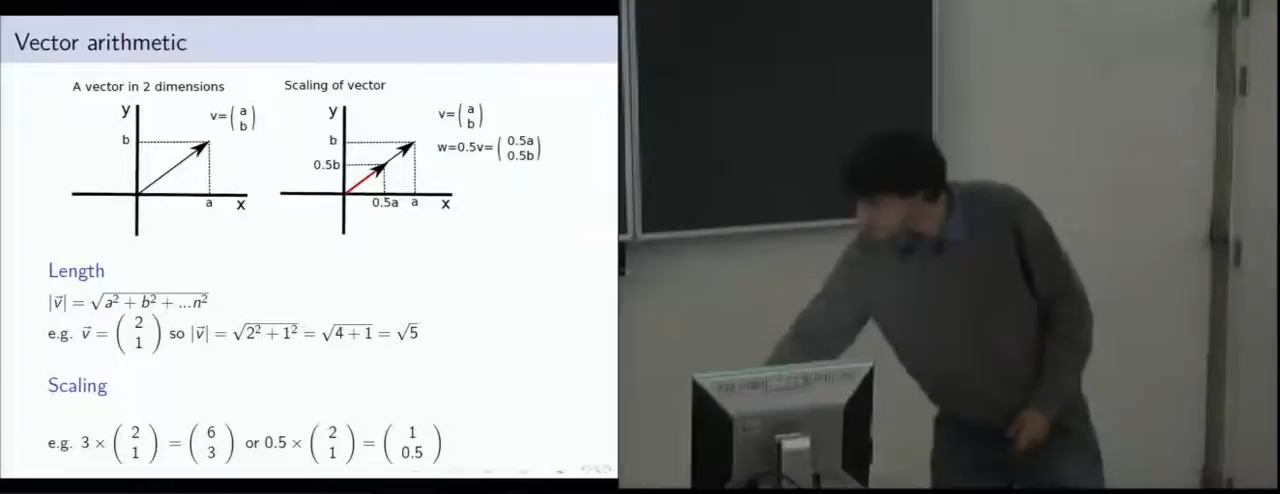 Vector arithmetic
A vector in 2 dimensions
y
v=( a
b )
b
a x
Scaling of vector
y
v=( a
b )
b
w=0.5v=( 0.5a
0.5b )
0.5b
0.5a a x
Length
|v⃗| = √a² + b² + ...n²
e.g. v⃗ = ( 2
1 ) so |v⃗| = √2² + 1² = √4 + 1 = √5
Scaling
e.g. 3 × ( 2
1 ) = ( 6
3 ) or 0.5 × ( 2
1 ) = ( 1
0.5 )